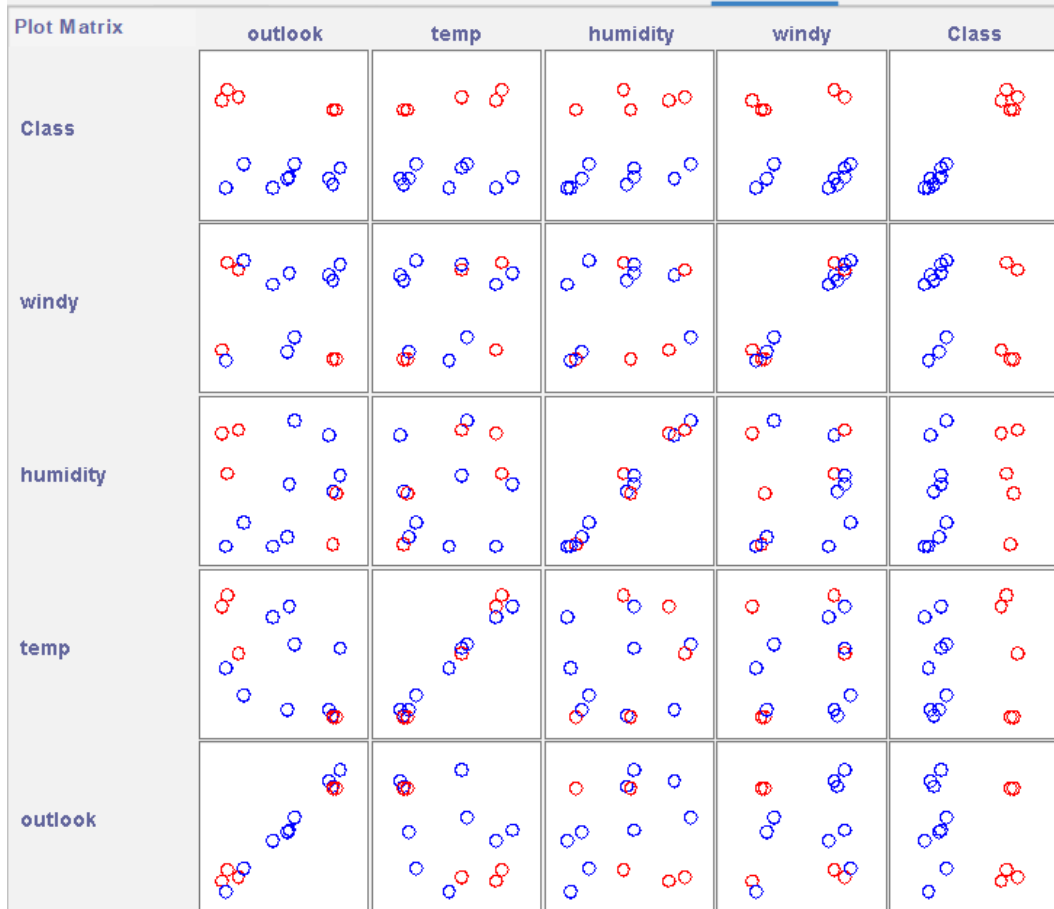 Plot Matrix
outlook temp humidity windy Class
Class
windy
humidity
temp
outlook